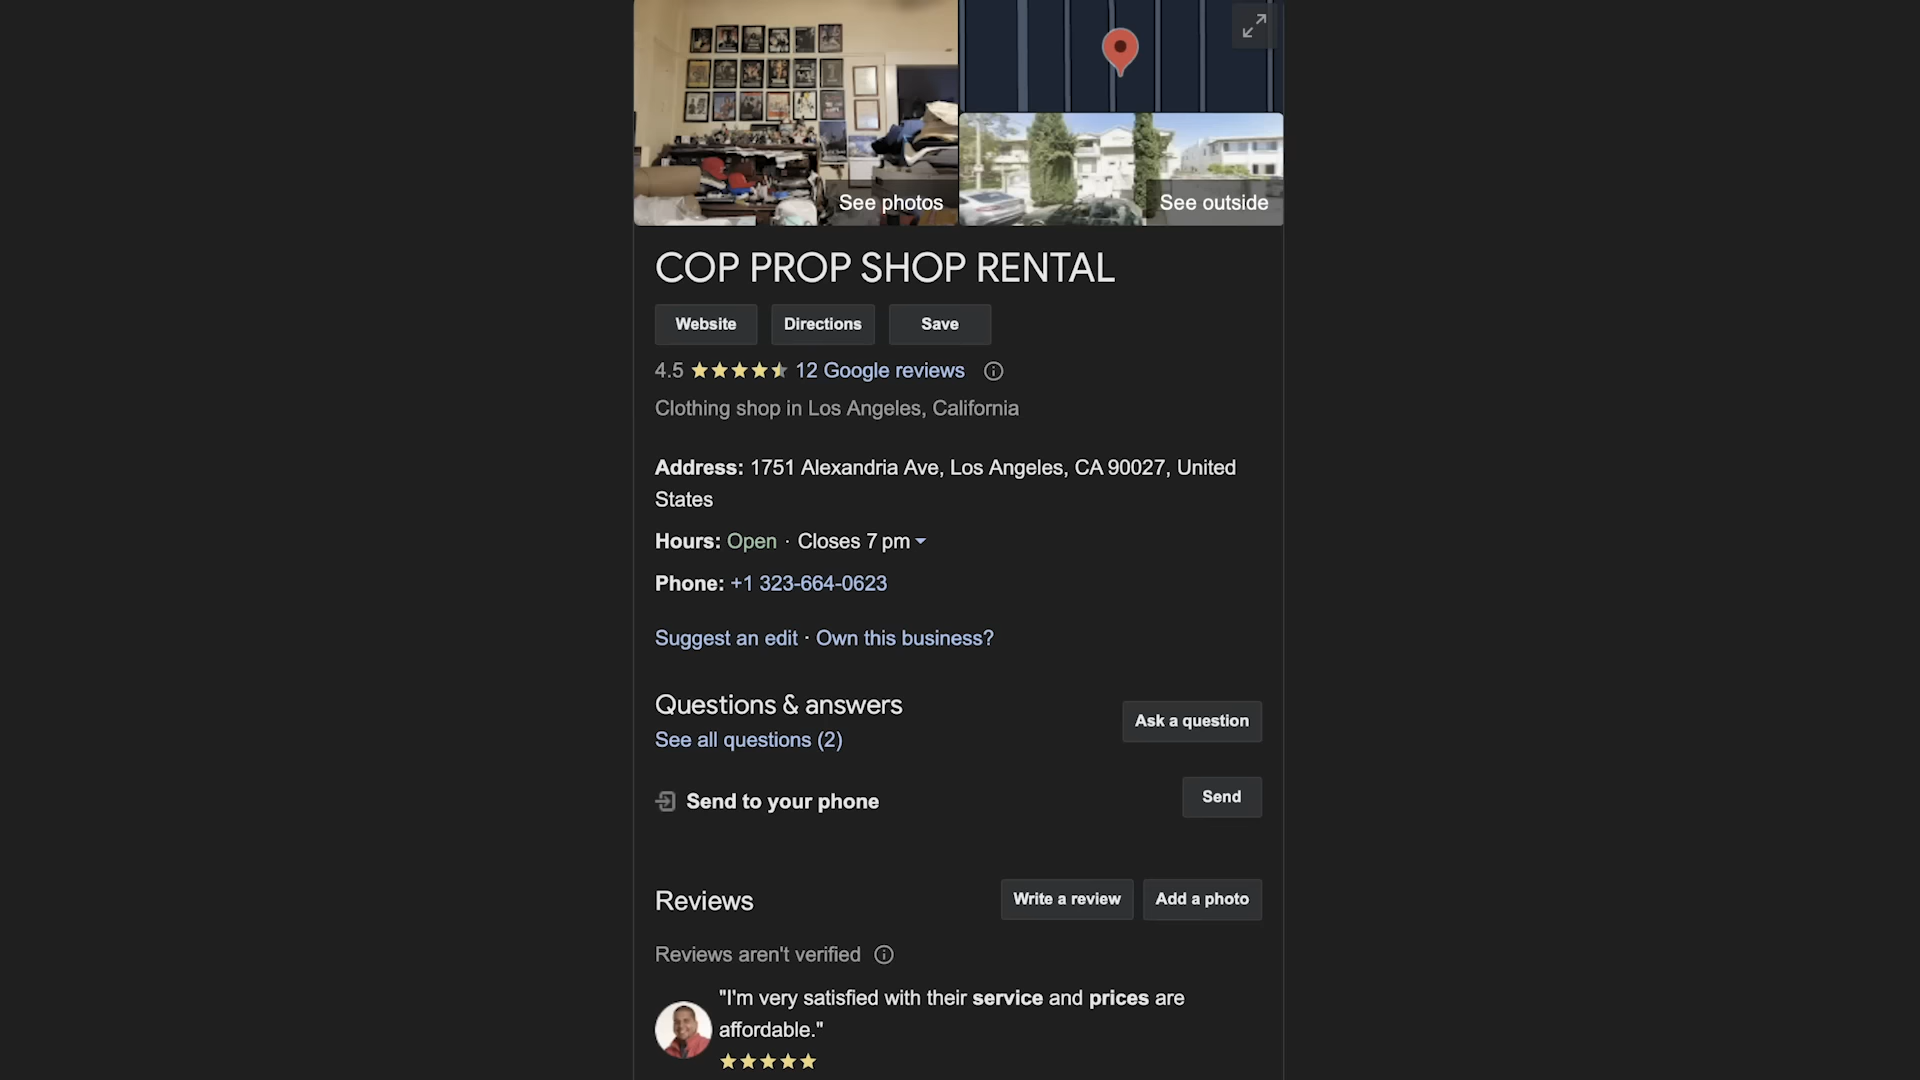 See photos
See outside
COP PROP SHOP RENTAL
Website
Directions
Save
4.5 12 Google reviews
Clothing shop in Los Angeles, California
Address: 1751 Alexandria Ave, Los Angeles, CA 90027, United
States
Hours: Open · Closes 7 pm
Phone: +1 323-664-0623
Suggest an edit · Own this business?
Questions & answers
Ask a question
See all questions (2)
Send to your phone
Send
Reviews
Write a review
Add a photo
Reviews aren't verified
"I'm very satisfied with their service and prices are
affordable."